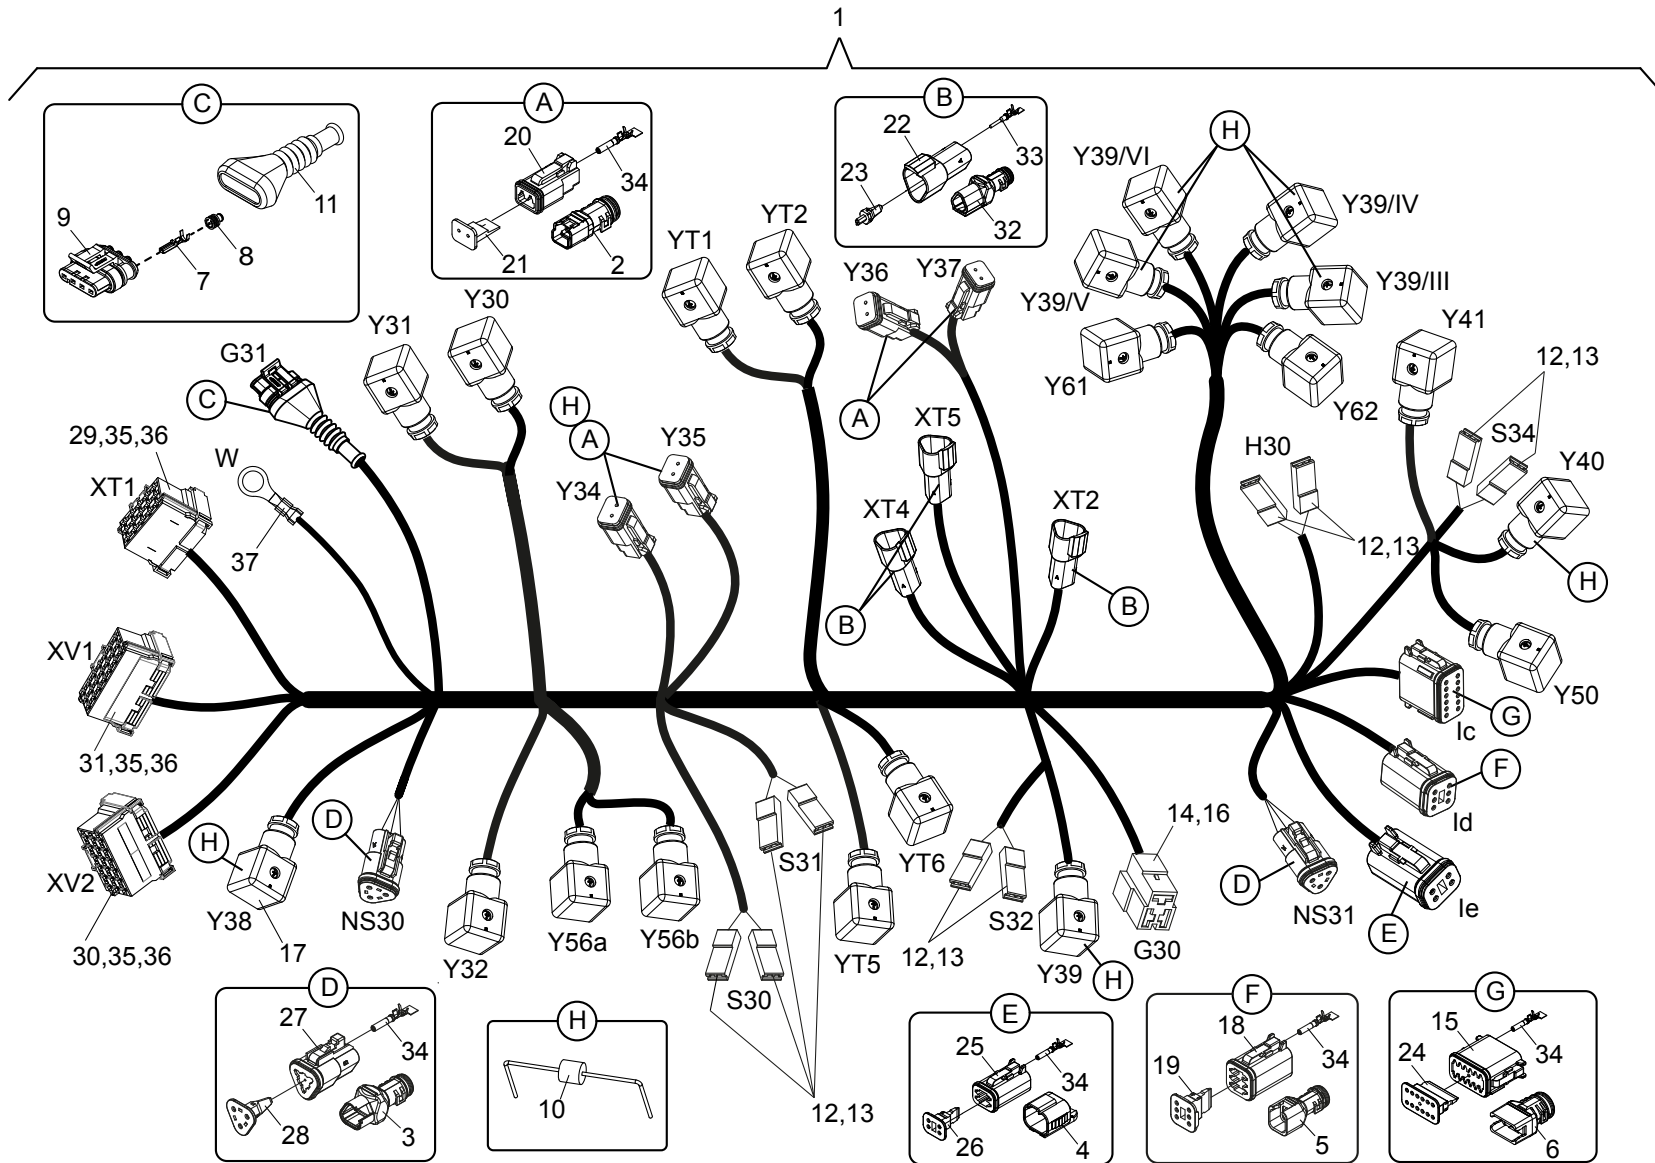 1
C
A
B
H
20
34
21
2
22
33
23
32
11
9
8
7
Y39/VI
Y39/IV
Y39/V
Y39/III
YT2
YT1
Y36
Y37
Y30
Y31
G31
Y61
Y62
Y41
12,13
S34
Y40
H
C
H
A
A
29,35,36
W
XT1
37
Y35
Y34
XT5
XT4
XT2
H30
12,13
B
B
XV1
31,35,36
Y50
Ic
G
F
Id
XV2
30,35,36
H
Y38
17
D
NS30
Y32
Y56a
Y56b
S31
S30
12,13
YT5
YT6
14,16
S32
12,13
Y39
H
G30
D
NS31
E
Ie
D
27
34
28
3
H
10
E
25
34
26
4
F
18
34
19
5
G
15
34
24
6